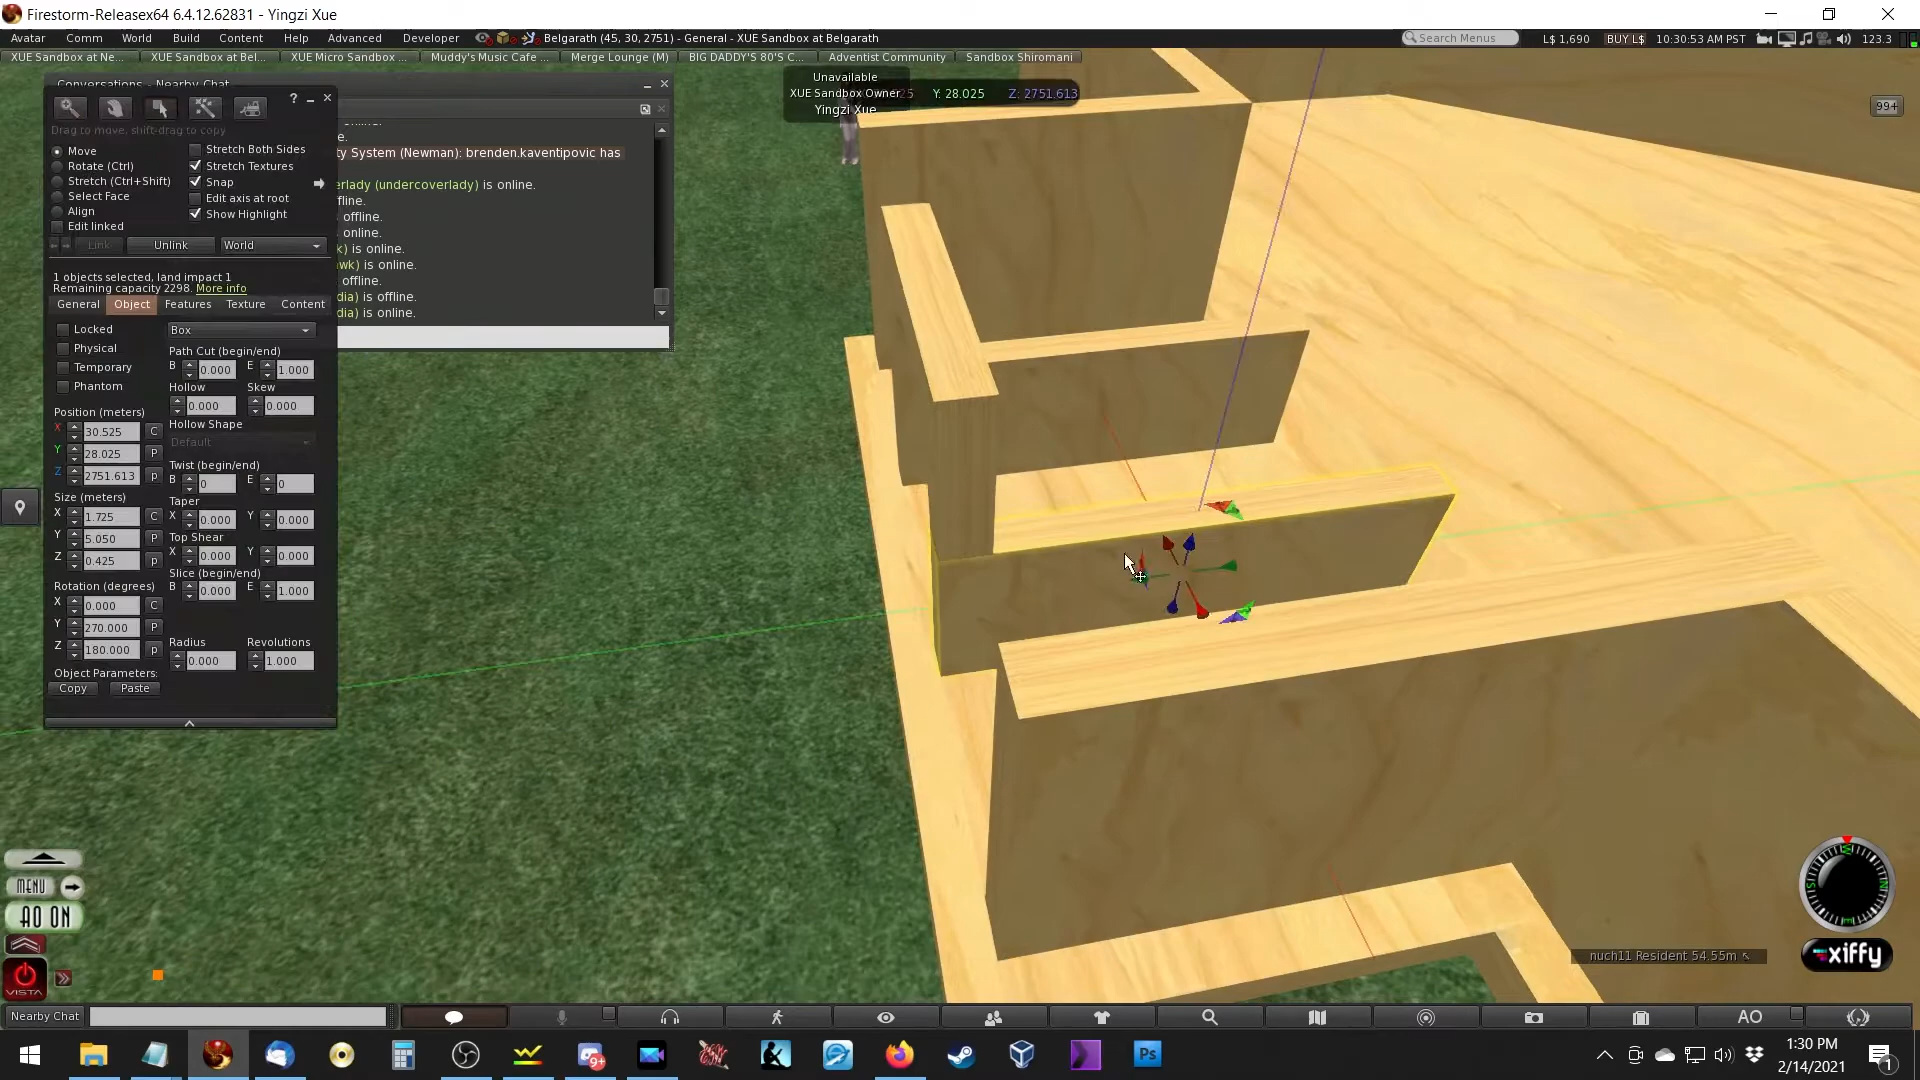 Firestorm-Releasex64 6.4.12.62831 - Yingzi Xue
Avatar Comm World Build Content Help Advanced Developer Belgarath (45, 30, 2751) - General - XUE Sandbox at Belgarath Search Menus L$ 1,690 BUY L$ 10:30:53 AM PST 123.3
XUE Sandbox at Ne... XUE Sandbox at Bel... XUE Micro Sandbox ... Muddy's Music Cafe ... Merge Lounge (M) BIG DADDY'S 80'S C... Adventist Community Sandbox Shiromani
Conversations - Nearby Chat
Unavailable
XUE Sandbox Owner
Y: 28.025 Z: 2751.613
Yingzi Xue
99+
Drag to move, shift-drag to copy
Move
Rotate (Ctrl)
Stretch (Ctrl+Shift)
Select Face
Align
Edit linked
Stretch Both Sides
Stretch Textures
Snap
Edit axis at root
Show Highlight
Link Unlink World
1 objects selected, land impact 1
Remaining capacity 2298. More info
General Object Features Texture Content
Locked
Physical
Temporary
Phantom
Position (meters)
X 30.525 C
Y 28.025 P
Z 2751.613 p
Size (meters)
X 1.725 C
Y 5.050 P
Z 0.425 p
Rotation (degrees)
X 0.000 C
Y 270.000 P
Z 180.000 p
Object Parameters:
Copy Paste
Box
Path Cut (begin/end)
B 0.000 E 1.000
Hollow Skew
0.000 0.000
Hollow Shape
Default
Twist (begin/end)
B 0 E 0
Taper
X 0.000 Y 0.000
Top Shear
X 0.000 Y 0.000
Slice (begin/end)
B 0.000 E 1.000
Radius Revolutions
0.000 1.000
e.
ty System (Newman): brenden.kaventipovic has
erlady (undercoverlady) is online.
ffline.
offline.
online.
k) is online.
awk) is online.
offline.
dia) is offline.
dia) is online.
MENU
AO ON
VISTA
nuch11 Resident 54.55m
xiffy
Nearby Chat
AO
9+
Ps
1:30 PM
2/14/2021
1